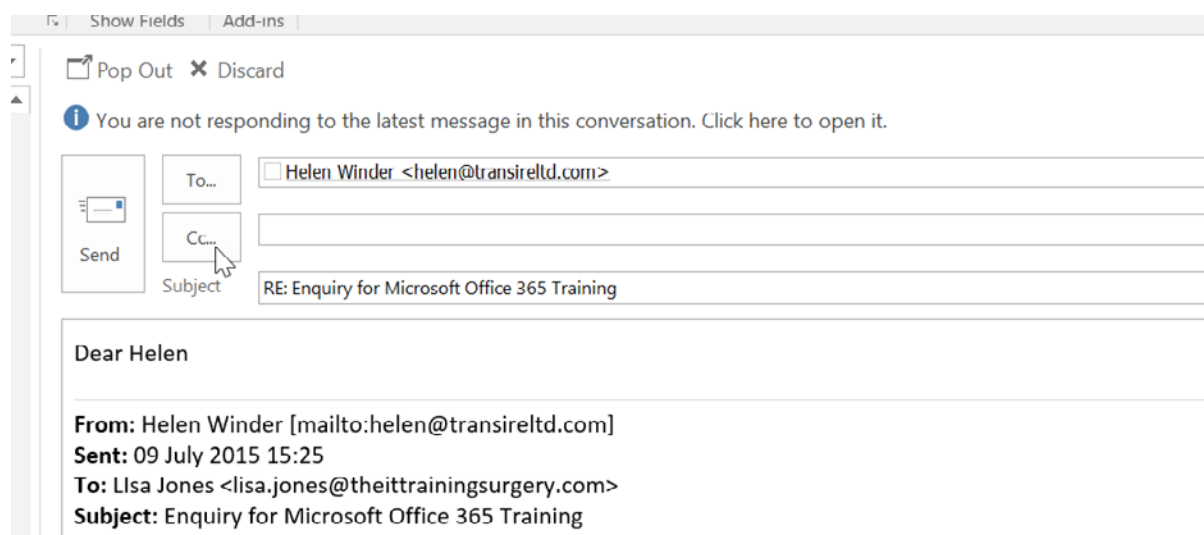 Show Fields Add-ins
Pop Out Discard
You are not responding to the latest message in this conversation. Click here to open it.
To... Helen Winder <helen@transireltd.com>
Cc...
Send
Subject RE: Enquiry for Microsoft Office 365 Training
Dear Helen
From: Helen Winder [mailto:helen@transireltd.com]
Sent: 09 July 2015 15:25
To: LIsa Jones <lisa.jones@theittrainingsurgery.com>
Subject: Enquiry for Microsoft Office 365 Training